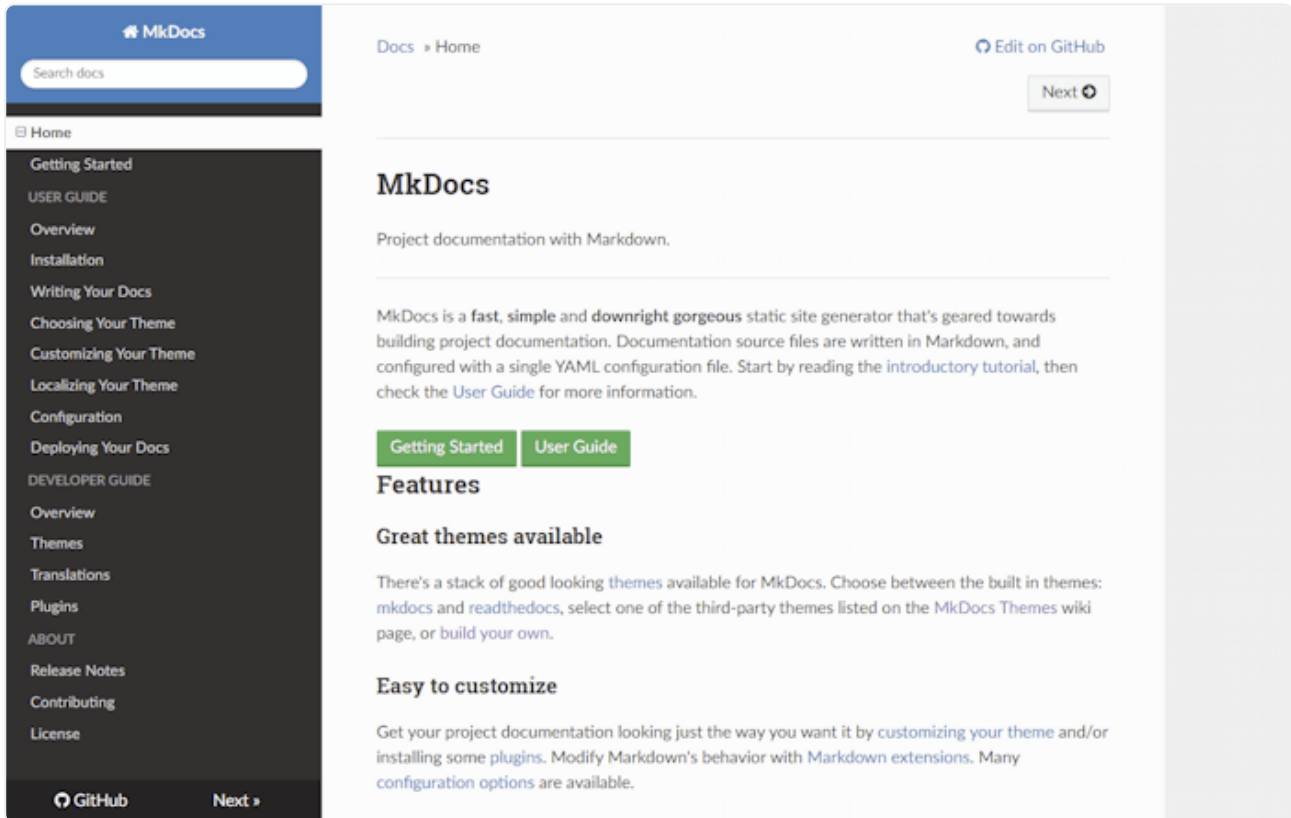 MkDocs
Search docs
Home
Getting Started
USER GUIDE
Overview
Installation
Writing Your Docs
Choosing Your Theme
Customizing Your Theme
Localizing Your Theme
Configuration
Deploying Your Docs
DEVELOPER GUIDE
Overview
Themes
Translations
Plugins
ABOUT
Release Notes
Contributing
License
GitHub
Next »
Docs » Home
Edit on GitHub
Next
MkDocs
Project documentation with Markdown.
MkDocs is a fast, simple and downright gorgeous static site generator that's geared towards
building project documentation. Documentation source files are written in Markdown, and
configured with a single YAML configuration file. Start by reading the introductory tutorial, then
check the User Guide for more information.
Getting Started
User Guide
Features
Great themes available
There's a stack of good looking themes available for MkDocs. Choose between the built in themes:
mkdocs and readthedocs, select one of the third-party themes listed on the MkDocs Themes wiki
page, or build your own.
Easy to customize
Get your project documentation looking just the way you want it by customizing your theme and/or
installing some plugins. Modify Markdown's behavior with Markdown extensions. Many
configuration options are available.